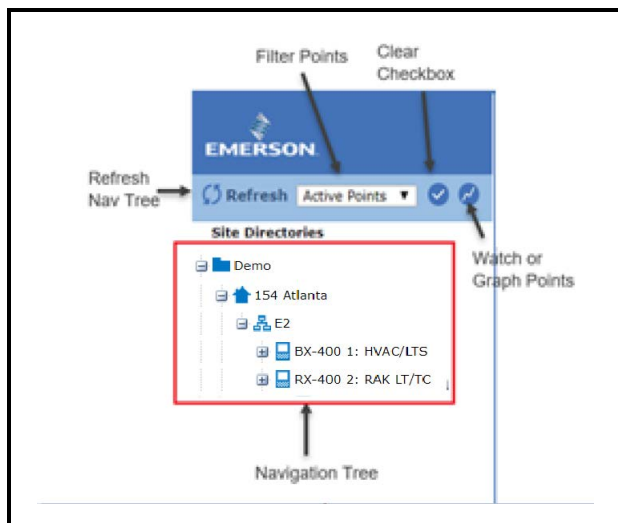 Filter Points
Clear
Checkbox
EMERSON
Refresh
Nav Tree
Refresh
Active Points
Site Directories
Watch or
Graph Points
Demo
154 Atlanta
E2
BX-400 1: HVAC/LTS
RX-400 2: RAK LT/TC
Navigation Tree